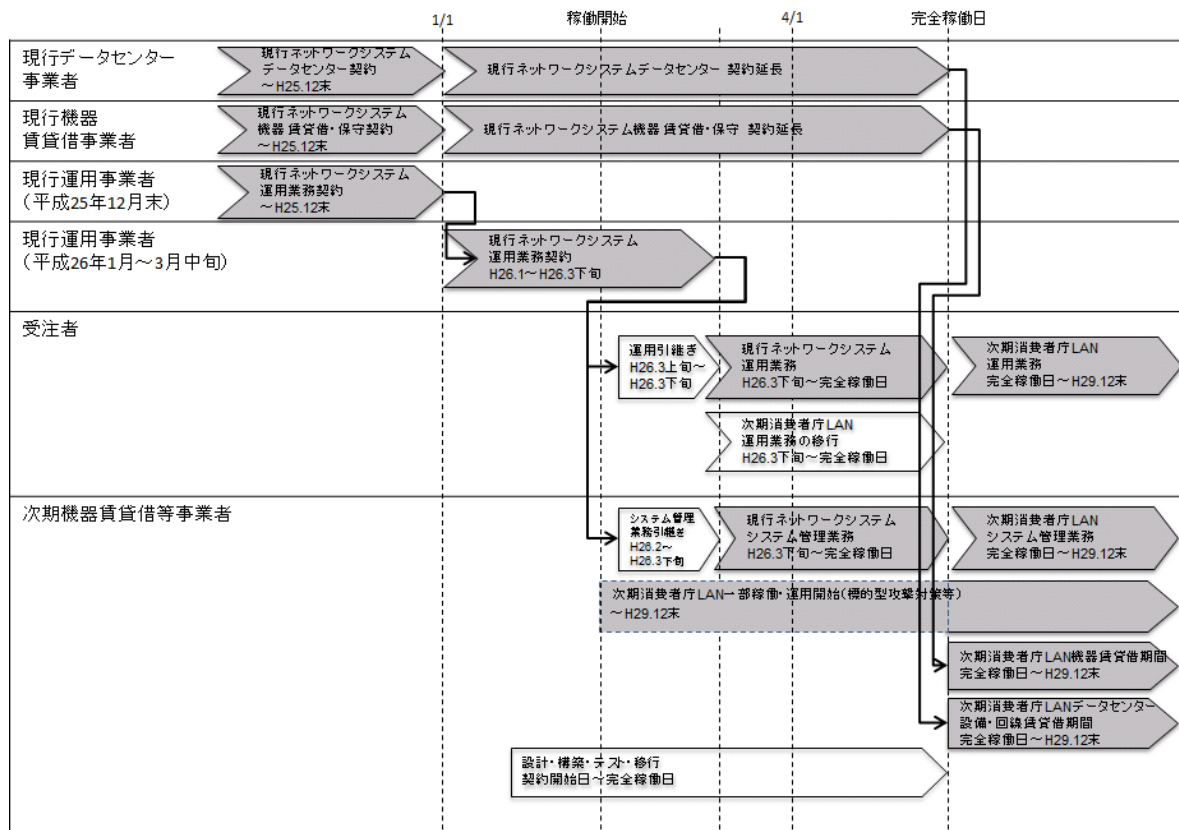 1/1
稼働開始
4/1
完全稼働日
現行データセンター
事業者
現行ネットワークシステム
データセンター契約
～H25.12末
現行ネットワークシステムデータセンター 契約延長
現行機器
賃貸借事業者
現行ネットワークシステム
機器賃貸借・保守契約
～H25.12末
現行ネットワークシステム機器賃貸借・保守 契約延長
現行運用事業者
（平成25年12月末）
現行ネットワークシステム
運用業務契約
～H25.12末
現行運用事業者
（平成26年1月～3月中旬）
現行ネットワークシステム
運用業務契約
H26.1～H26.3下旬
受注者
運用引継ぎ
H26.3上旬～
H26.3下旬
現行ネットワークシステム
運用業務
H26.3下旬～完全稼働日
次期消費者庁LAN
運用業務
完全稼働日～H29.12末
次期消費者庁LAN
運用業務の移行
H26.3下旬～完全稼働日
次期機器賃貸借等事業者
システム管理
業務引継ぎ
H26.2～
H26.3下旬
現行ネットワークシステム
システム管理業務
H26.3下旬～完全稼働日
次期消費者庁LAN
システム管理業務
完全稼働日～H29.12末
次期消費者庁LAN一部稼働・運用開始(標的型攻撃対策等)
～H29.12末
次期消費者庁LAN機器賃貸借期間
完全稼働日～H29.12末
次期消費者庁LANデータセンター
設備・回線賃貸借期間
完全稼働日～H29.12末
設計・構築・テスト・移行
契約開始日～完全稼働日